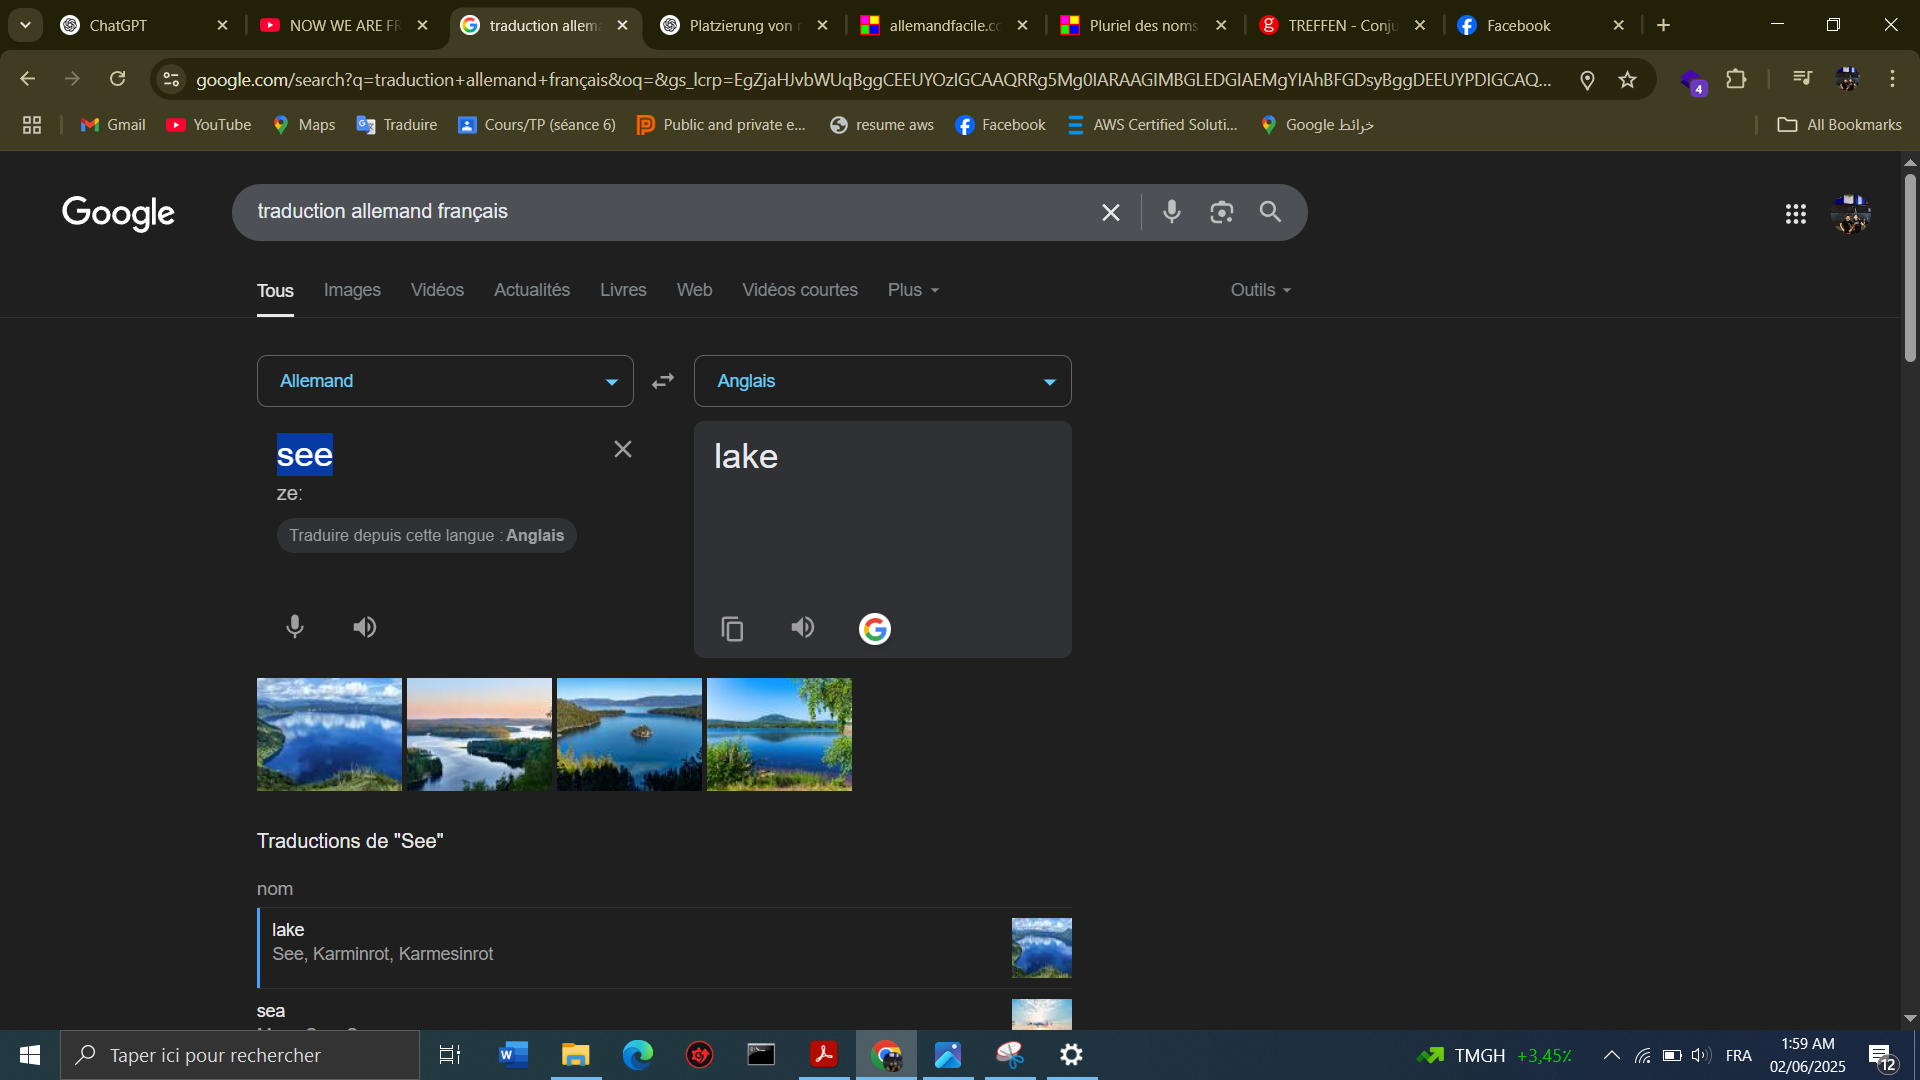 ChatGPT
NOW WE ARE FR
traduction allema
Platzierung von
allemandfacile.co
Pluriel des noms
TREFFEN - Conju
Facebook
google.com/search?q=traduction+allemand+français&oq=&gs_lcrp=EgZjaHJvbWUqBggCEEUYOzIGCAAQRRg5Mg0IARAAGIMBGLEDGIAEMgYIAhBFGDsyBggDEEUYPDIGCAQ...
4
Gmail
YouTube
Maps
Traduire
Cours/TP (séance 6)
Public and private e...
resume aws
Facebook
AWS Certified Soluti...
خرائط Google
All Bookmarks
Google
traduction allemand français
Tous
Images
Vidéos
Actualités
Livres
Web
Vidéos courtes
Plus
Outils
Allemand
Anglais
see
lake
ze:
Traduire depuis cette langue : Anglais
Traductions de "See"
nom
lake
See, Karminrot, Karmesinrot
sea
Taper ici pour rechercher
TMGH +3,45%
FRA
1:59 AM
02/06/2025
12